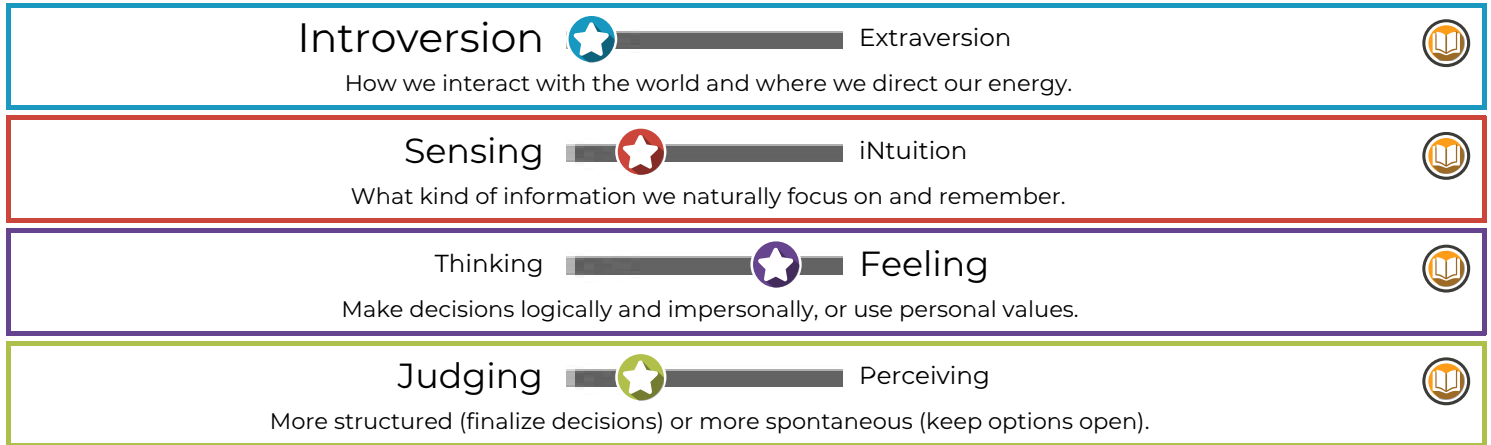 Introversion Extraversion
How we interact with the world and where we direct our energy.
Sensing iNtuition
What kind of information we naturally focus on and remember.
Thinking Feeling
Make decisions logically and impersonally, or use personal values.
Judging Perceiving
More structured (finalize decisions) or more spontaneous (keep options open).